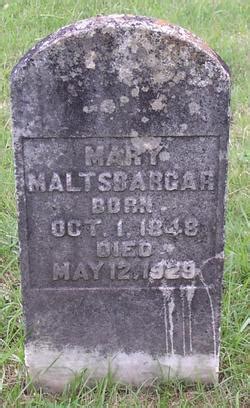 MARY
MALTSBARGAR
BORN
OCT. 1, 1848
DIED
MAY 12, 1929